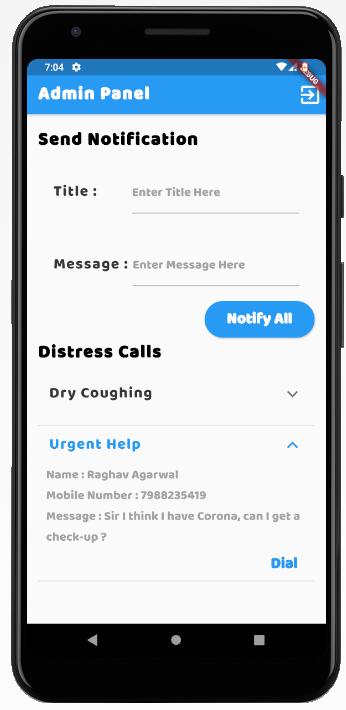 7:04
Admin Panel
Send Notification
Title :
Enter Title Here
Message :
Enter Message Here
Notify All
Distress Calls
Dry Coughing
Urgent Help
Name : Raghav Agarwal
Mobile Number : 7988235419
Message : Sir I think I have Corona, can I get a
check-up ?
Dial